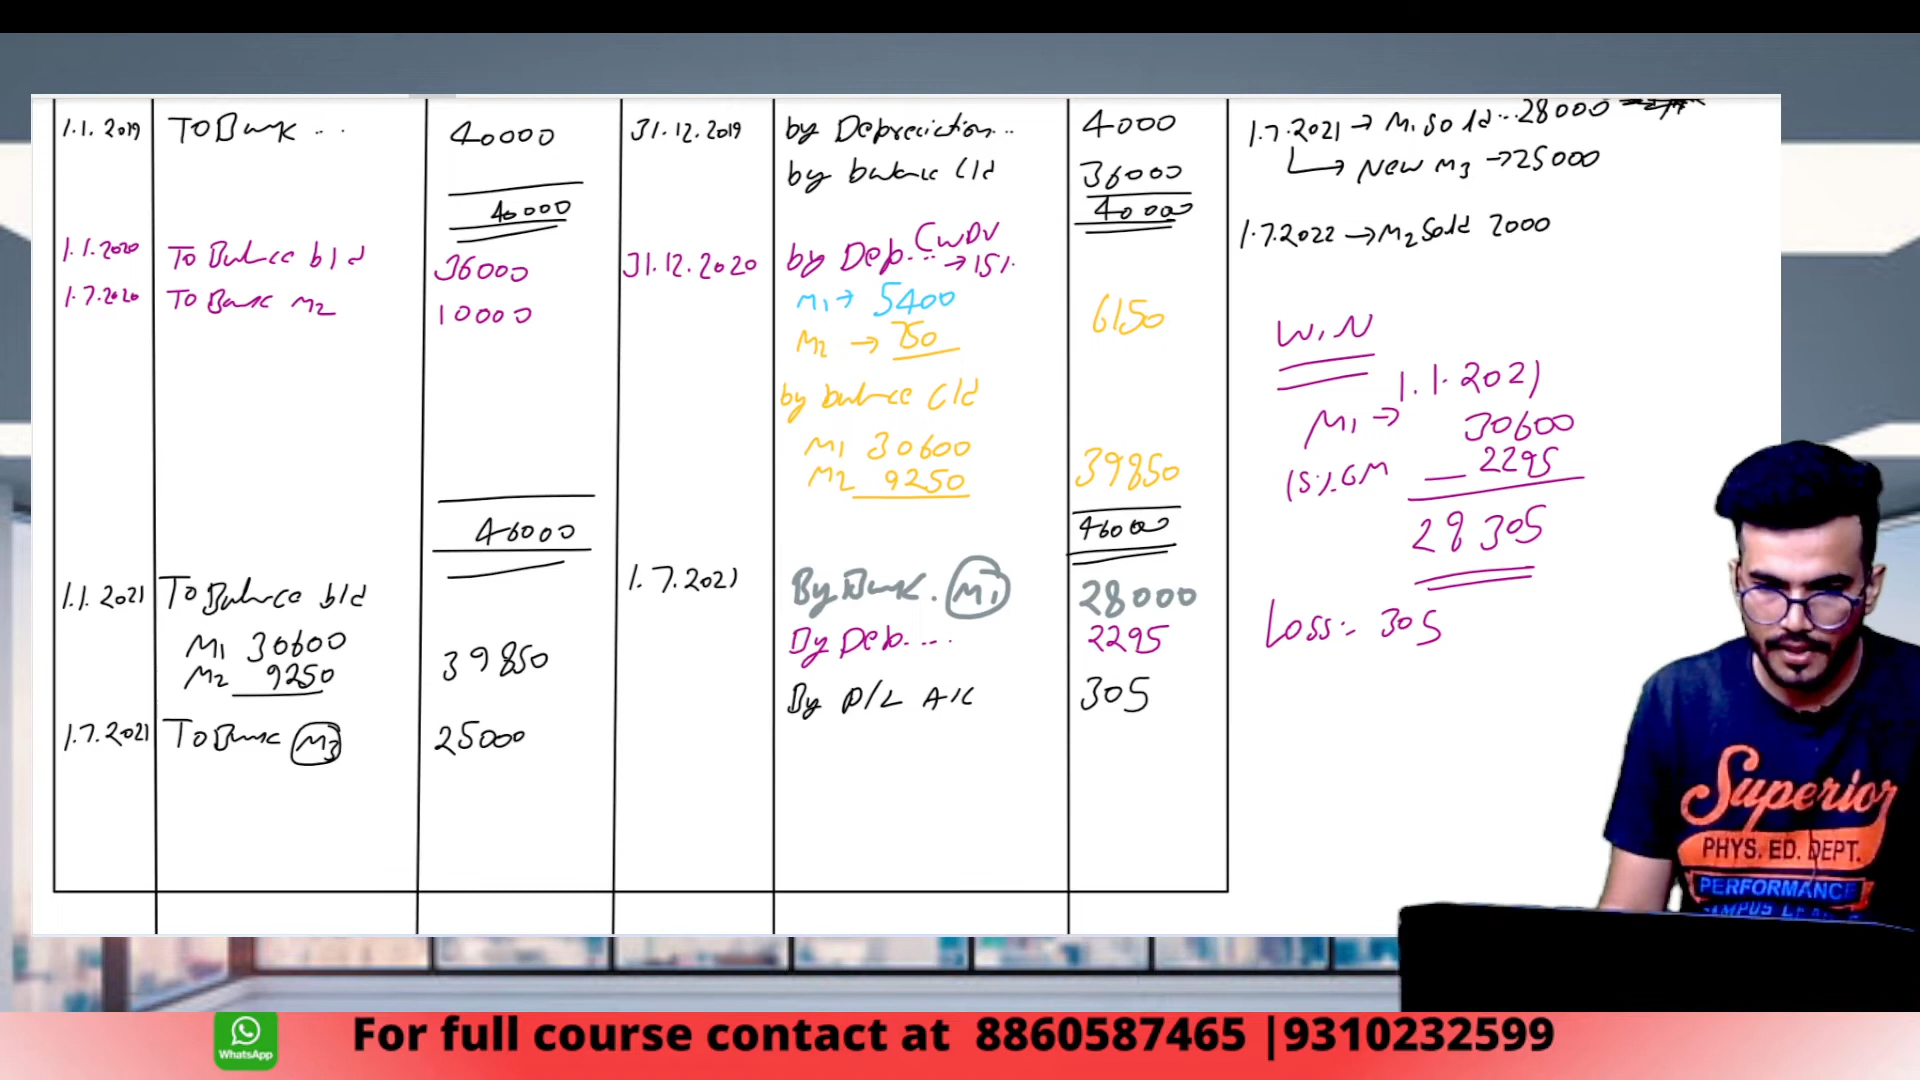 1.1.2019 To Bank ... 40000 31.12.2019 by Depreciation... 4000
by balance c/d 36000
40000 40000
1.1.2020 To Balance b/d 36000 31.12.2020 by Dep... (WDV → 15%
1.7.2020 To Bank M2 10000 M1 → 5400
M2 → 750 6150
by balance c/d
M1 30600
M2 9250 39850
46000 46000
1.1.2021 To Balance b/d 1.7.2021 By Bank. M1 28000
M1 30600 By Dep.... 2295
M2 9250 39850
By P/L A/C 305
1.7.2021 To Bank M3 25000
1.7.2021 → M1 Sold...28000
→ New M3 → 25000
1.7.2022 → M2 Sold 2000
W.N
1.1.2021
M1 → 30600
15% 6M 2295
28305
Loss = 305
Superior
PHYS. ED. DEPT.
PERFORMANCE
WhatsApp
For full course contact at 8860587465 |9310232599